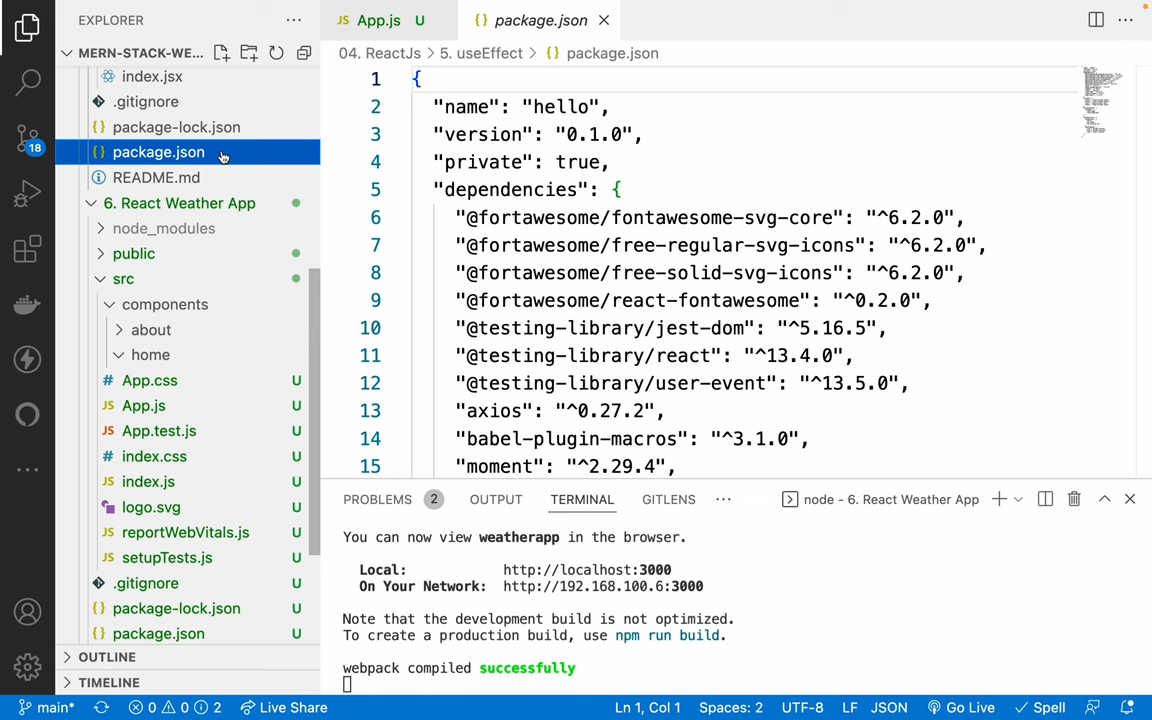 EXPLORER
MERN-STACK-WE...
index.jsx
.gitignore
package-lock.json
package.json
README.md
6. React Weather App
node_modules
public
src
components
about
home
App.css U
App.js U
App.test.js U
index.css U
index.js U
logo.svg U
reportWebVitals.js U
setupTests.js U
.gitignore U
package-lock.json U
package.json U
OUTLINE
TIMELINE
18
App.js U
package.json
04. ReactJs > 5. useEffect > {} package.json
1 {
2 "name": "hello",
3 "version": "0.1.0",
4 "private": true,
5 "dependencies": {
6 "@fortawesome/fontawesome-svg-core": "^6.2.0",
7 "@fortawesome/free-regular-svg-icons": "^6.2.0",
8 "@fortawesome/free-solid-svg-icons": "^6.2.0",
9 "@fortawesome/react-fontawesome": "^0.2.0",
10 "@testing-library/jest-dom": "^5.16.5",
11 "@testing-library/react": "^13.4.0",
12 "@testing-library/user-event": "^13.5.0",
13 "axios": "^0.27.2",
14 "babel-plugin-macros": "^3.1.0",
15 "moment": "^2.29.4",
PROBLEMS 2 OUTPUT TERMINAL GITLENS ... node - 6. React Weather App
You can now view weatherapp in the browser.
Local: http://localhost:3000
On Your Network: http://192.168.100.6:3000
Note that the development build is not optimized.
To create a production build, use npm run build.
webpack compiled successfully
main* 0 0 2 Live Share Ln 1, Col 1 Spaces: 2 UTF-8 LF JSON Go Live Spell